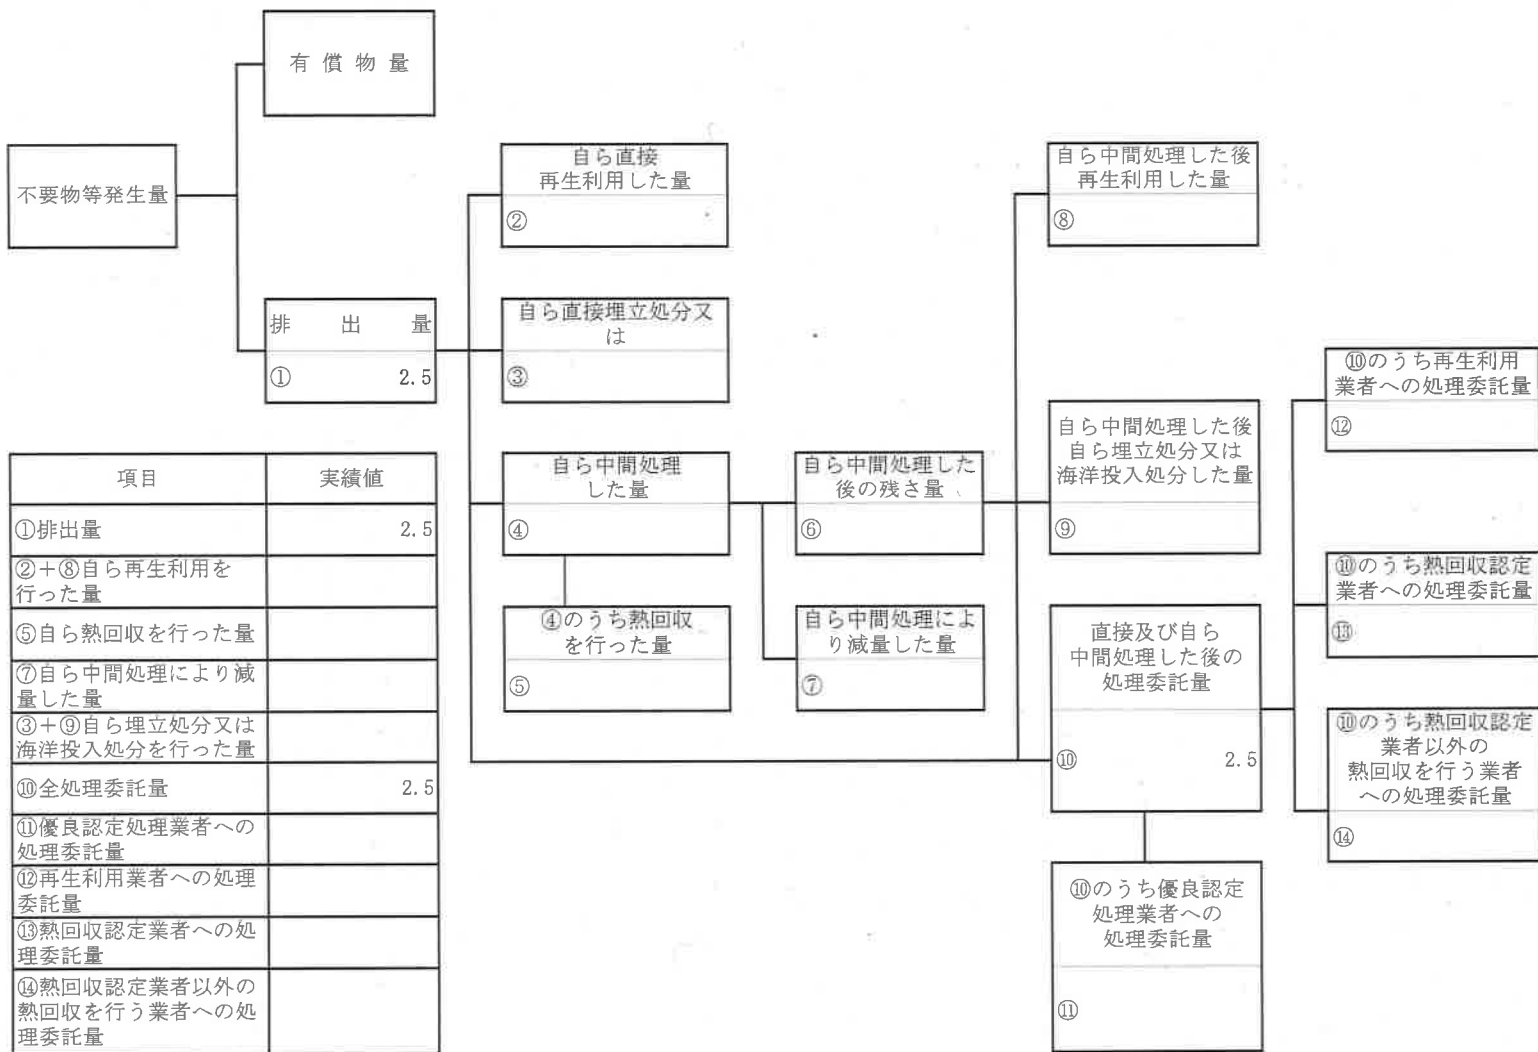 有償物量
不要物等発生量
排出量
① 2.5
自ら直接
再生利用した量
②
自ら直接埋立処分又
は
③
自ら中間処理
した量
④
④のうち熱回収
を行った量
⑤
自ら中間処理した
後の残さ量
⑥
自ら中間処理によ
り減量した量
⑦
自ら中間処理した後
再生利用した量
⑧
自ら中間処理した後
自ら埋立処分又は
海洋投入処分した量
⑨
直接及び自ら
中間処理した後の
処理委託量
⑩ 2.5
⑩のうち優良認定
処理業者への
処理委託量
⑪
⑩のうち再生利用
業者への処理委託量
⑫
⑩のうち熱回収認定
業者への処理委託量
⑬
⑩のうち熱回収認定
業者以外の
熱回収を行う業者
への処理委託量
⑭
項目 実績値
①排出量 2.5
②+⑧自ら再生利用を
行った量
⑤自ら熱回収を行った量
⑦自ら中間処理により減
量した量
③+⑨自ら埋立処分又は
海洋投入処分を行った量
⑩全処理委託量 2.5
⑪優良認定処理業者への
処理委託量
⑫再生利用業者への処理
委託量
⑬熱回収認定業者への処
理委託量
⑭熱回収認定業者以外の
熱回収を行う業者への処
理委託量